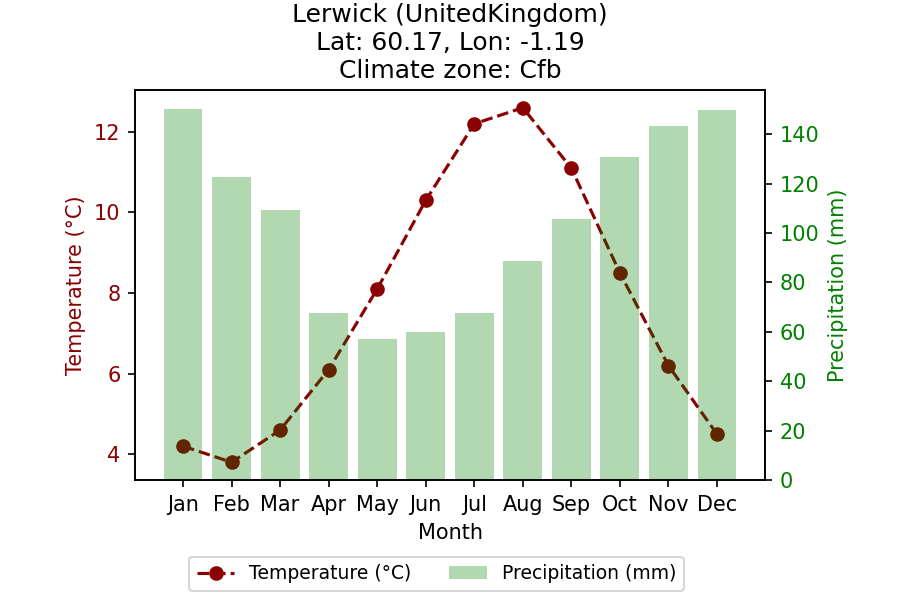 Lerwick (UnitedKingdom)
Lat: 60.17, Lon: -1.19
Climate zone: Cfb
12
10
8
6
4
Temperature (°C)
140
120
100
80
60
40
20
0
Precipitation (mm)
Jan Feb Mar Apr May Jun Jul Aug Sep Oct Nov Dec
Month
Temperature (°C) Precipitation (mm)